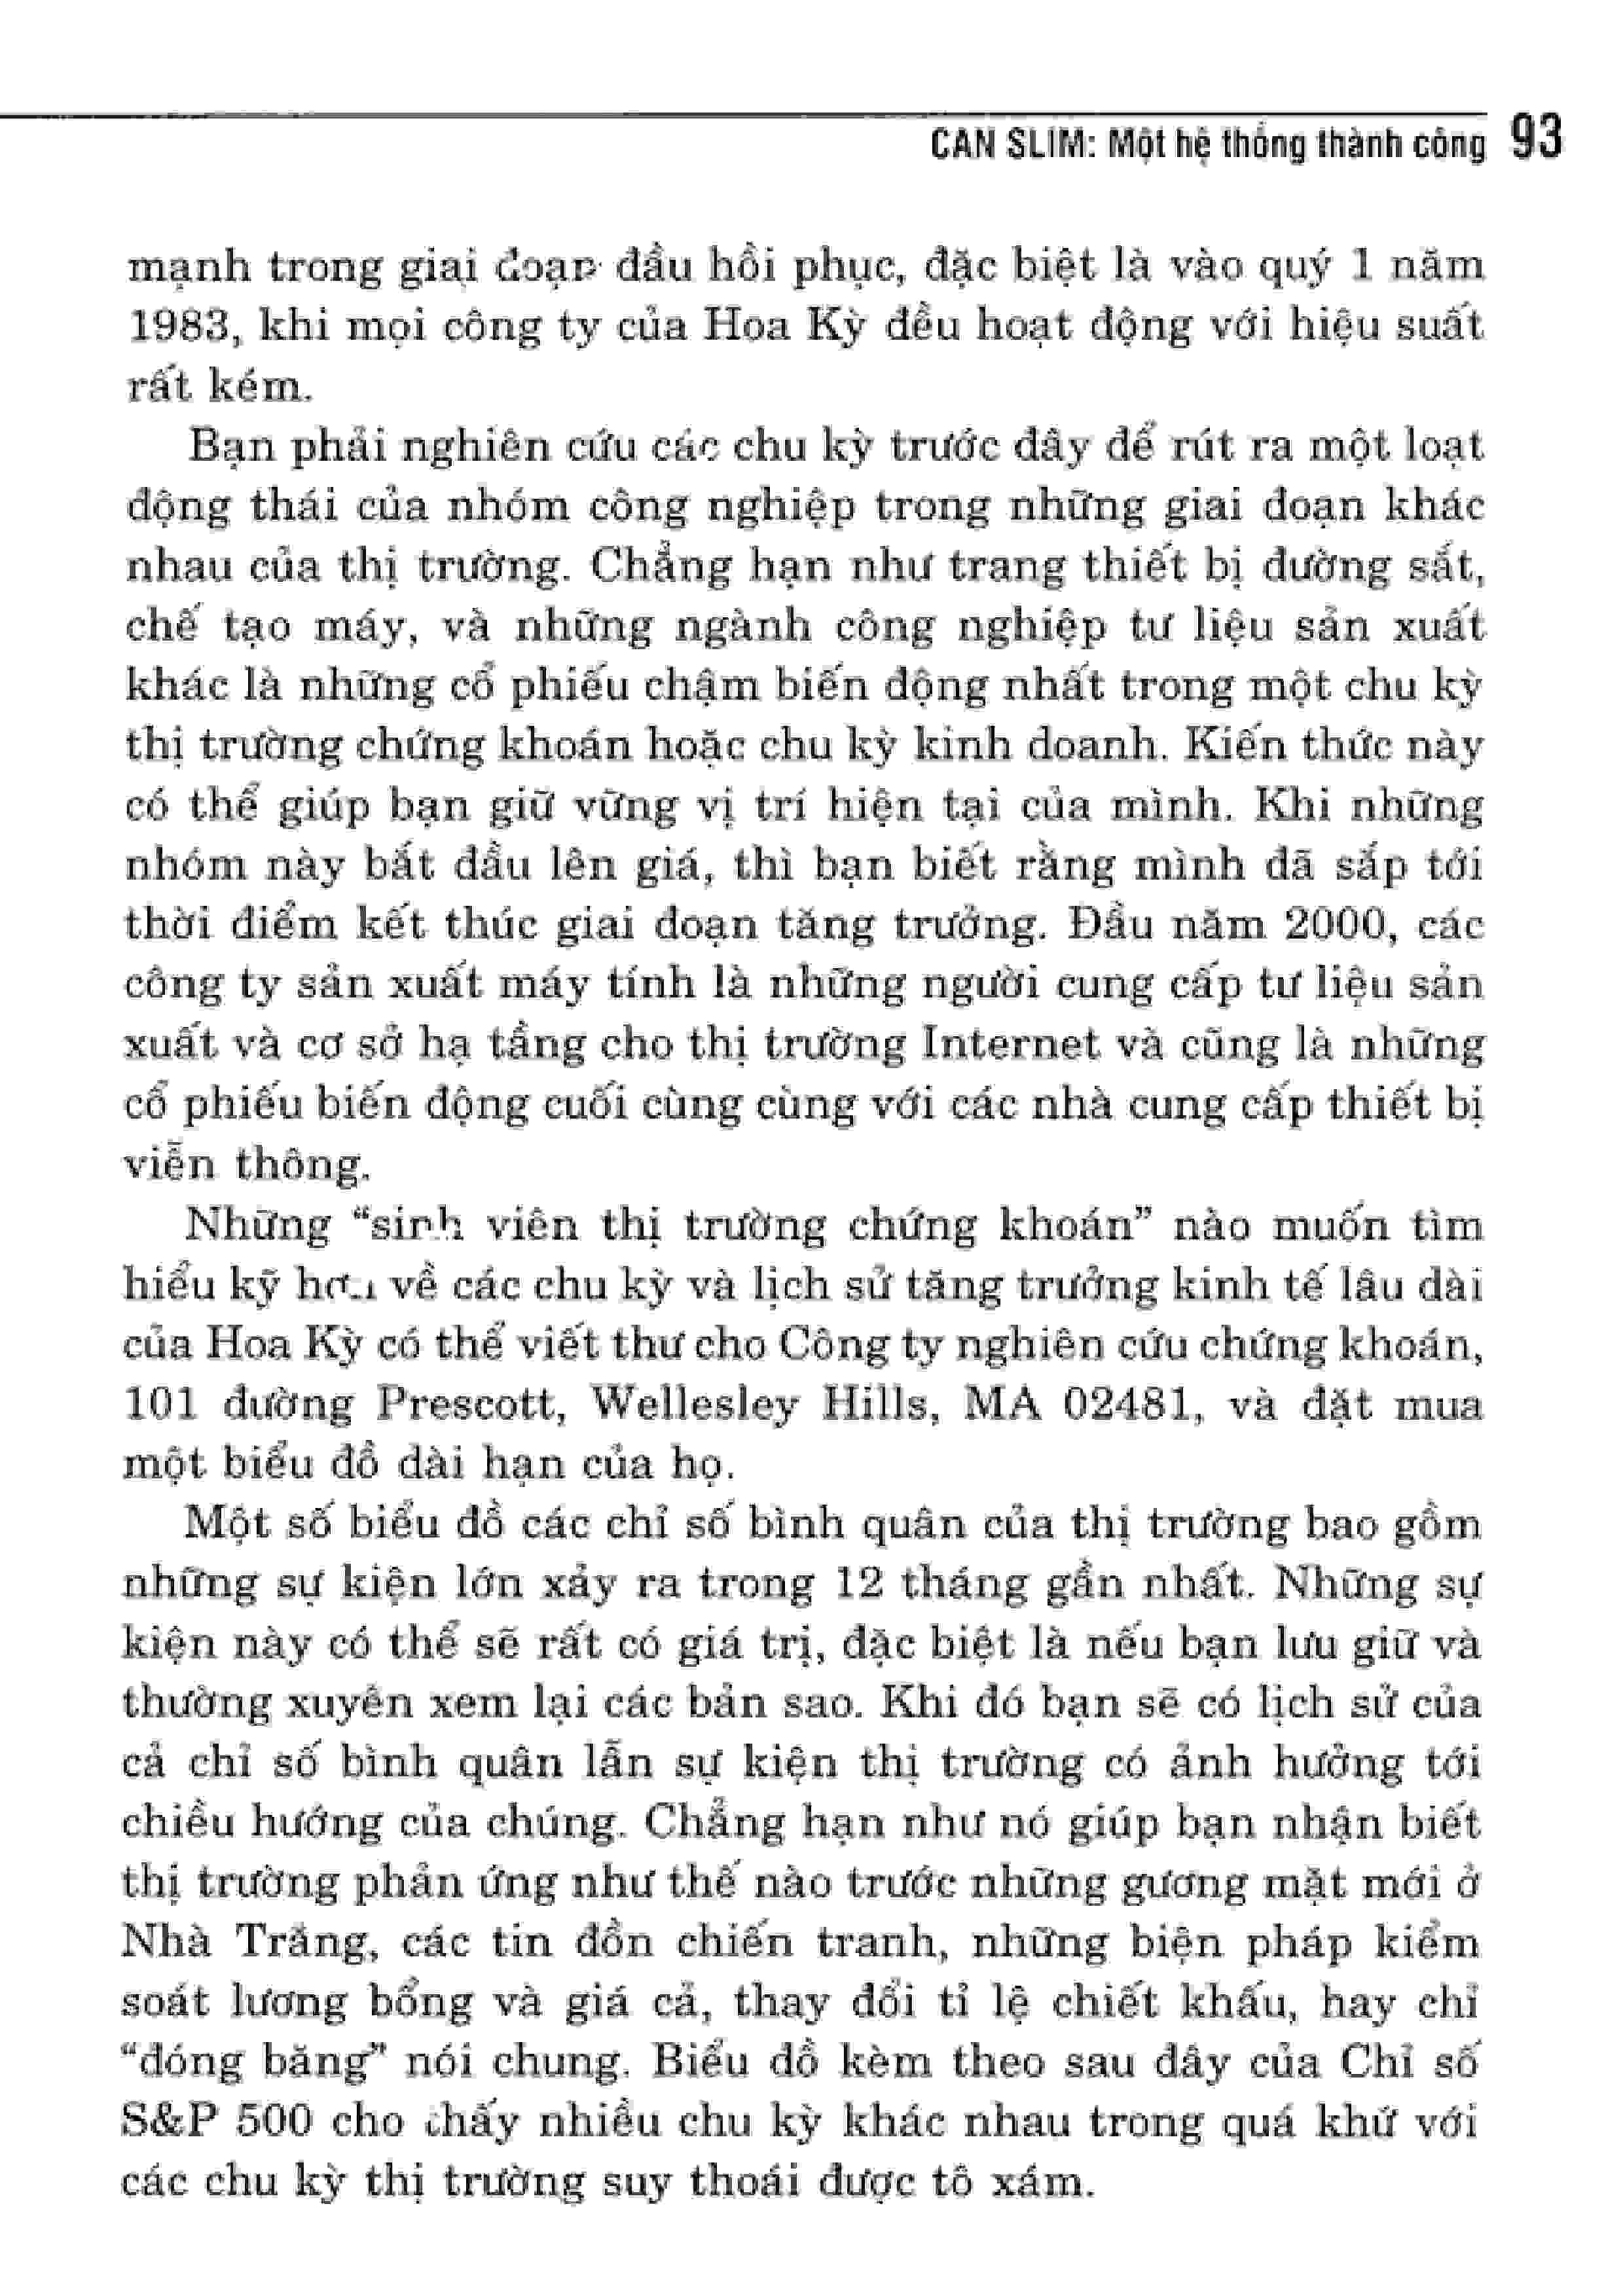 CAN SLIM: Một hệ thống thành công 93
mạnh trong giai đoạn đầu hồi phục, đặc biệt là vào quý 1 năm
1983, khi mọi công ty của Hoa Kỳ đều hoạt động với hiệu suất
rất kém.
Bạn phải nghiên cứu các chu kỳ trước đây để rút ra một loạt
động thái của nhóm công nghiệp trong những giai đoạn khác
nhau của thị trường. Chẳng hạn như trang thiết bị đường sắt,
chế tạo máy, và những ngành công nghiệp tư liệu sản xuất
khác là những cổ phiếu chậm biến động nhất trong một chu kỳ
thị trường chứng khoán hoặc chu kỳ kinh doanh. Kiến thức này
có thể giúp bạn giữ vững vị trí hiện tại của mình. Khi những
nhóm này bắt đầu lên giá, thì bạn biết rằng mình đã sắp tới
thời điểm kết thúc giai đoạn tăng trưởng. Đầu năm 2000, các
công ty sản xuất máy tính là những người cung cấp tư liệu sản
xuất và cơ sở hạ tầng cho thị trường Internet và cũng là những
cổ phiếu biến động cuối cùng cùng với các nhà cung cấp thiết bị
viễn thông.
Những “sinh viên thị trường chứng khoán” nào muốn tìm
hiểu kỹ hơn về các chu kỳ và lịch sử tăng trưởng kinh tế lâu dài
của Hoa Kỳ có thể viết thư cho Công ty nghiên cứu chứng khoán,
101 đường Prescott, Wellesley Hills, MA 02481, và đặt mua
một biểu đồ dài hạn của họ.
Một số biểu đồ các chỉ số bình quân của thị trường bao gồm
những sự kiện lớn xảy ra trong 12 tháng gần nhất. Những sự
kiện này có thể sẽ rất có giá trị, đặc biệt là nếu bạn lưu giữ và
thường xuyên xem lại các bản sao. Khi đó bạn sẽ có lịch sử của
cả chỉ số bình quân lẫn sự kiện thị trường có ảnh hưởng tới
chiều hướng của chúng. Chẳng hạn như nó giúp bạn nhận biết
thị trường phản ứng như thế nào trước những gương mặt mới ở
Nhà Trắng, các tin đồn chiến tranh, những biện pháp kiểm
soát lương bổng và giá cả, thay đổi tỉ lệ chiết khấu, hay chỉ
“đóng băng” nói chung. Biểu đồ kèm theo sau đây của Chỉ số
S&P 500 cho thấy nhiều chu kỳ khác nhau trong quá khứ với
các chu kỳ thị trường suy thoái được tô xám.